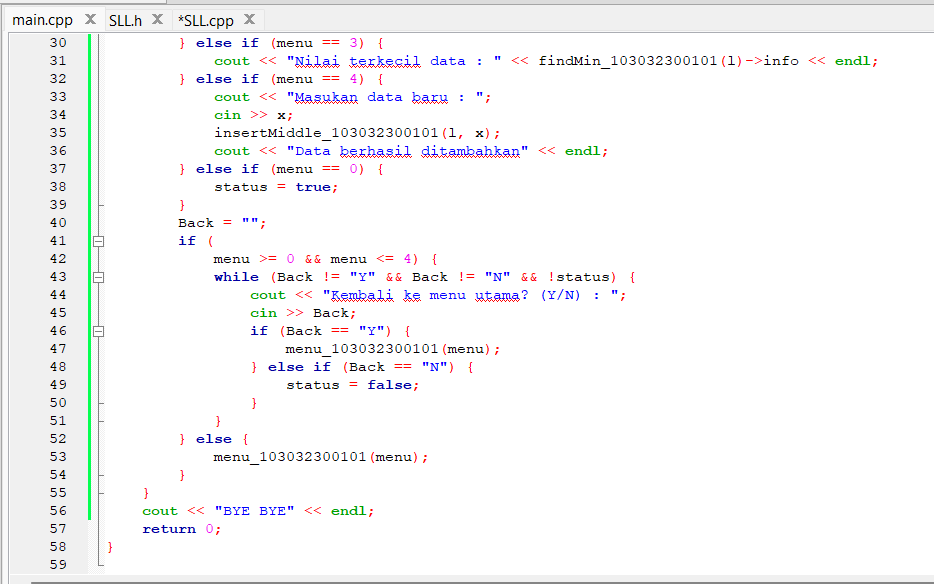 main.cpp X SLL.h X *SLL.cpp X
30 } else if (menu == 3) {
31 cout << "Nilai terkecil data : " << findMin_103032300101(l)->info << endl;
32 } else if (menu == 4) {
33 cout << "Masukan data baru : ";
34 cin >> x;
35 insertMiddle_103032300101(l, x);
36 cout << "Data berhasil ditambahkan" << endl;
37 } else if (menu == 0) {
38 status = true;
39 }
40 Back = "";
41 if (
42 menu >= 0 && menu <= 4) {
43 while (Back != "Y" && Back != "N" && !status) {
44 cout << "Kembali ke menu utama? (Y/N) : ";
45 cin >> Back;
46 if (Back == "Y") {
47 menu_103032300101(menu);
48 } else if (Back == "N") {
49 status = false;
50 }
51 }
52 } else {
53 menu_103032300101(menu);
54 }
55 }
56 cout << "BYE BYE" << endl;
57 return 0;
58 }
59